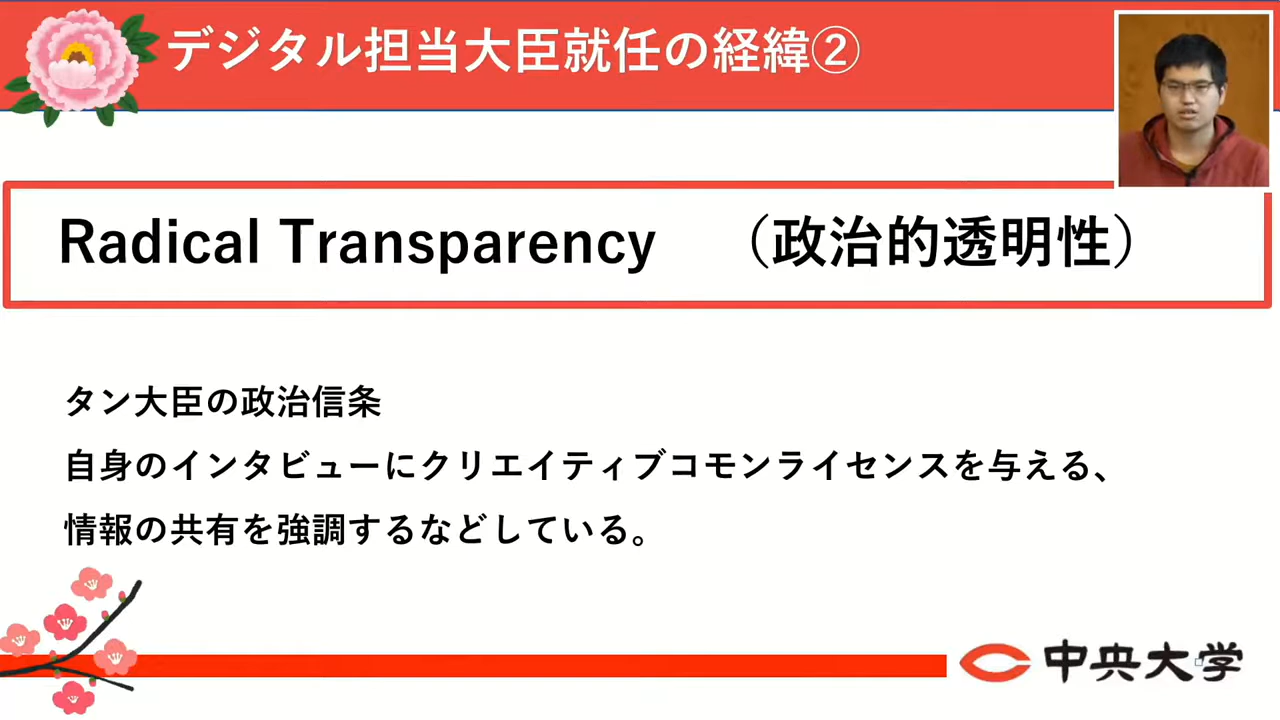 デジタル担当大臣就任の経緯②
Radical Transparency （政治的透明性）
タン大臣の政治信条
自身のインタビューにクリエイティブコモンライセンスを与える、
情報の共有を強調するなどしている。
中央大学